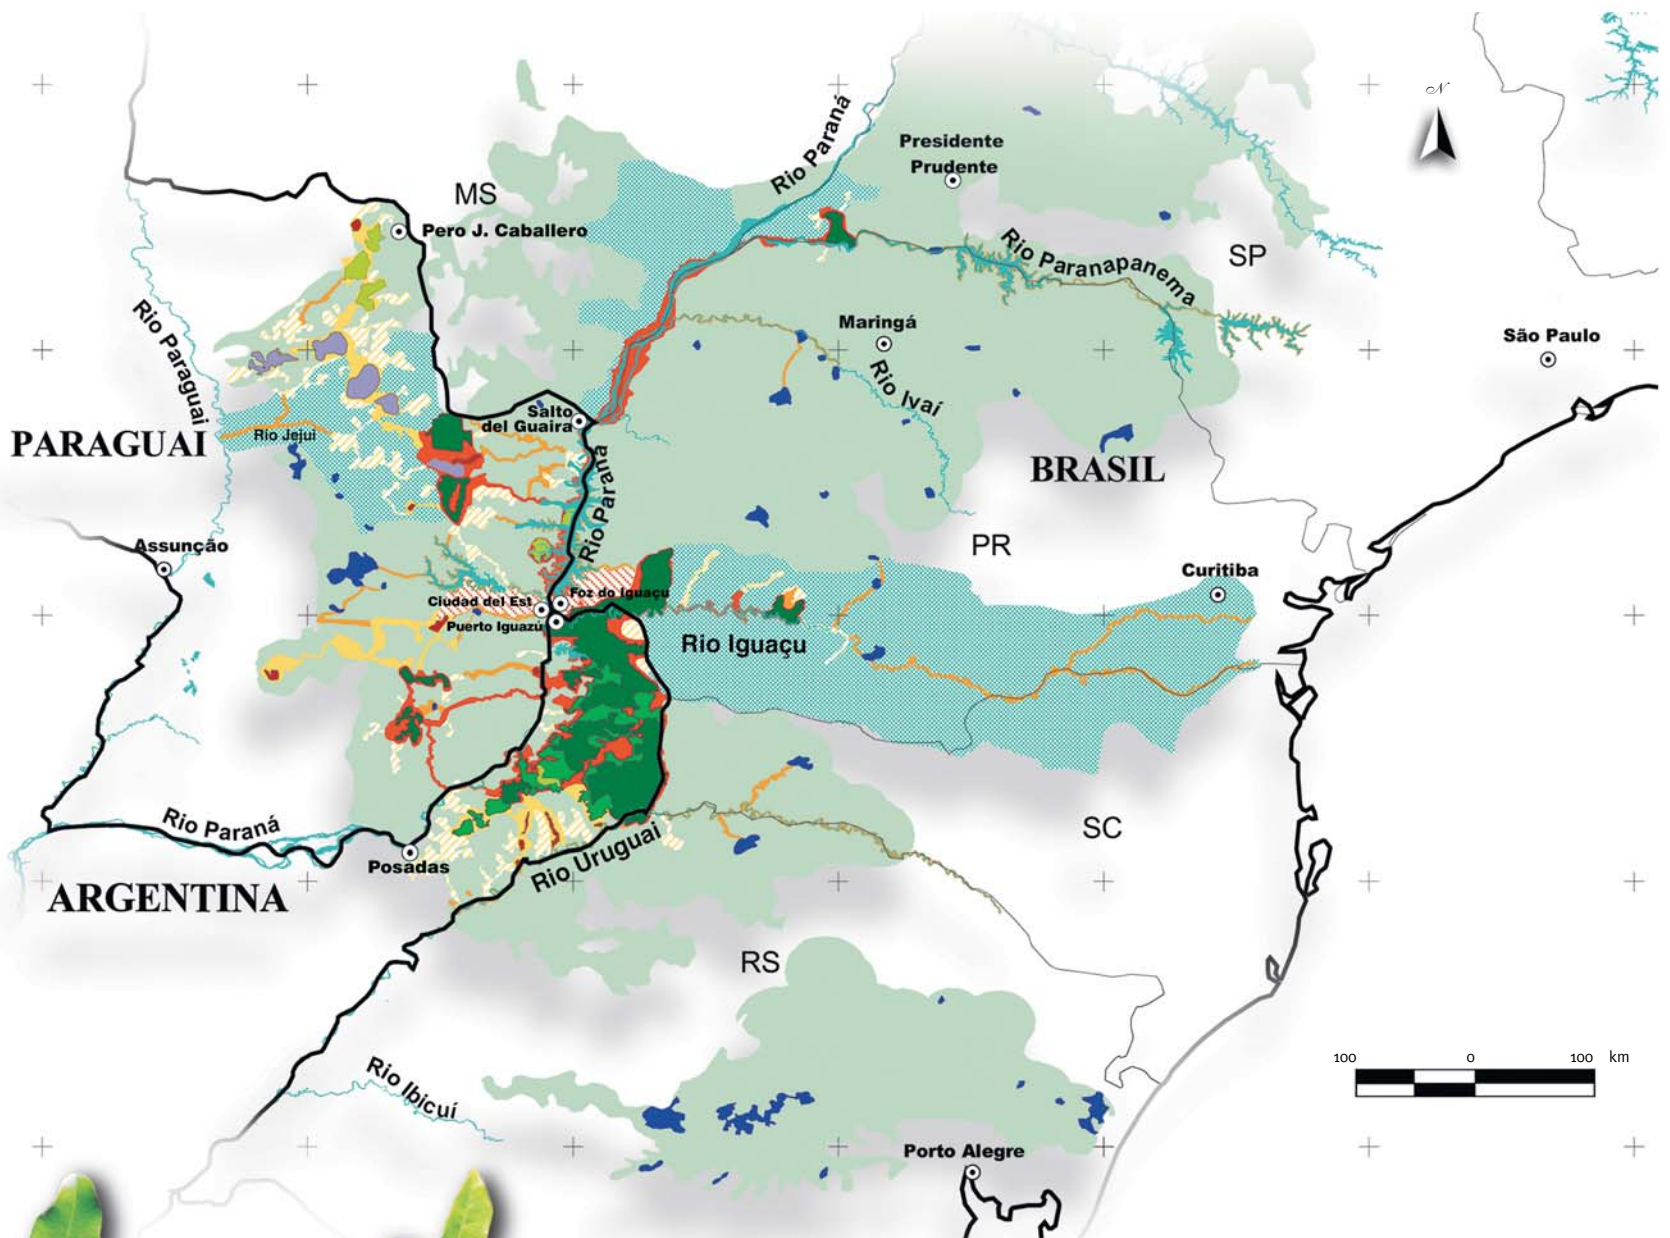 N
Rio Paraná
Presidente
Prudente
MS
Pero J. Caballero
Rio Paranapanema
SP
Rio Paraguai
Maringá
São Paulo
Rio Ivaí
Salto
del Guaira
Rio Jejui
PARAGUAI
BRASIL
Rio Paraná
PR
Assunção
Curitiba
Foz do Iguaçu
Ciudad del Est
Puerto Iguazú
Rio Iguaçu
Rio Paraná
SC
Posadas
Rio Uruguai
ARGENTINA
RS
100 0 100 km
Rio Ibicuí
Porto Alegre